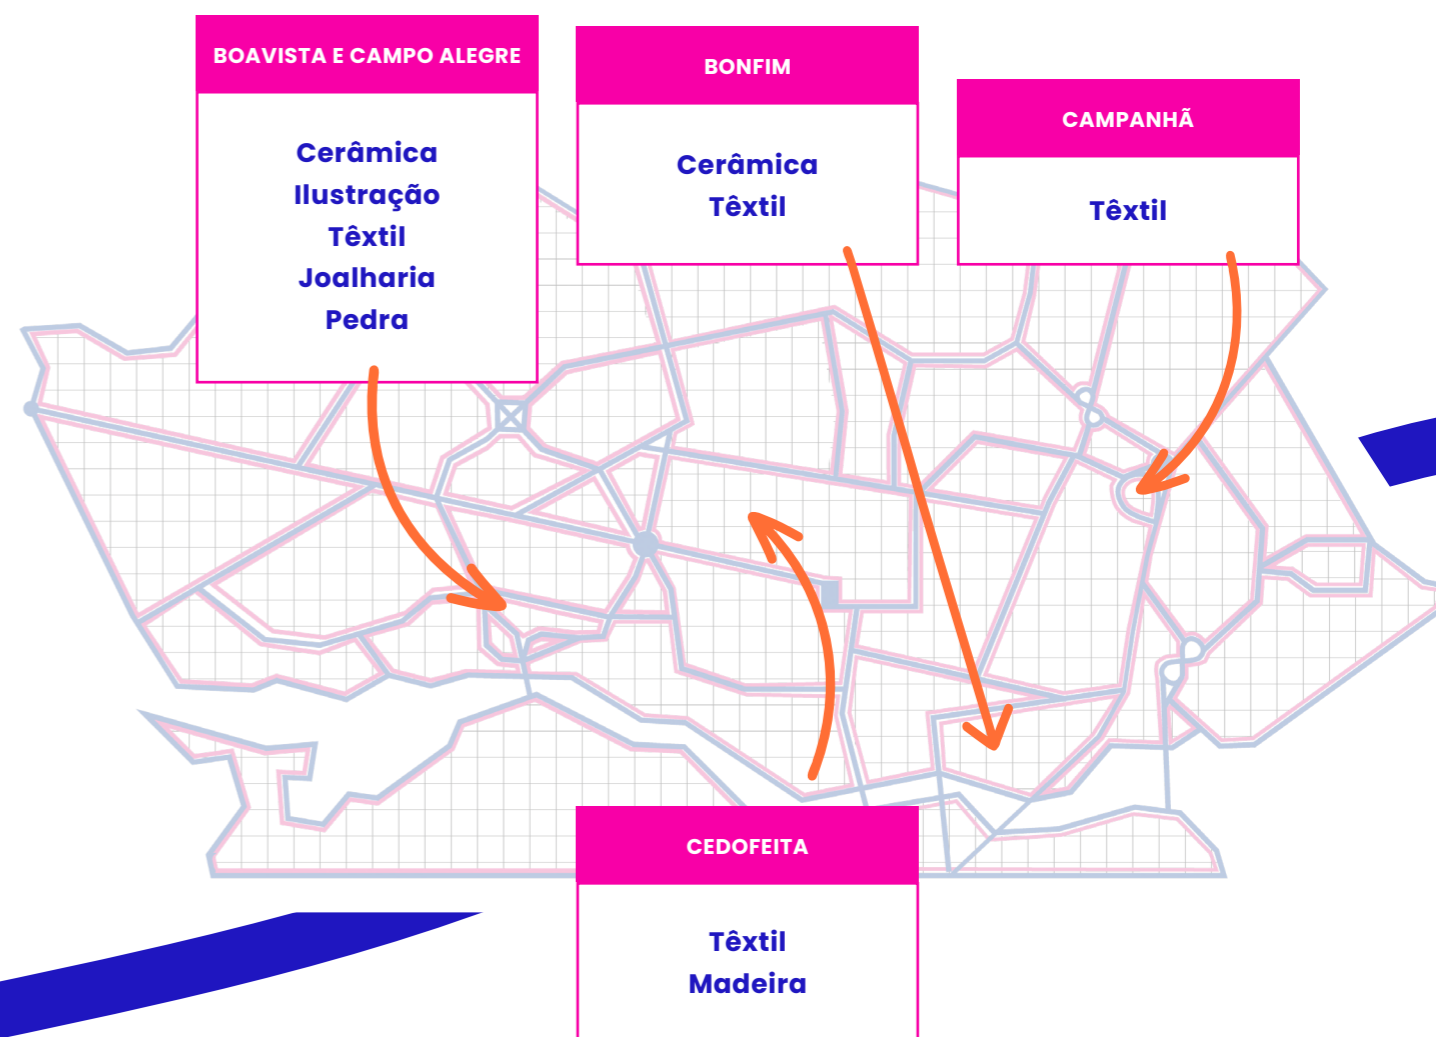 BOAVISTA E CAMPO ALEGRE
Cerâmica
Ilustração
Têxtil
Joalharia
Pedra
BONFIM
Cerâmica
Têxtil
CAMPANHÃ
Têxtil
CEDOFEITA
Têxtil
Madeira